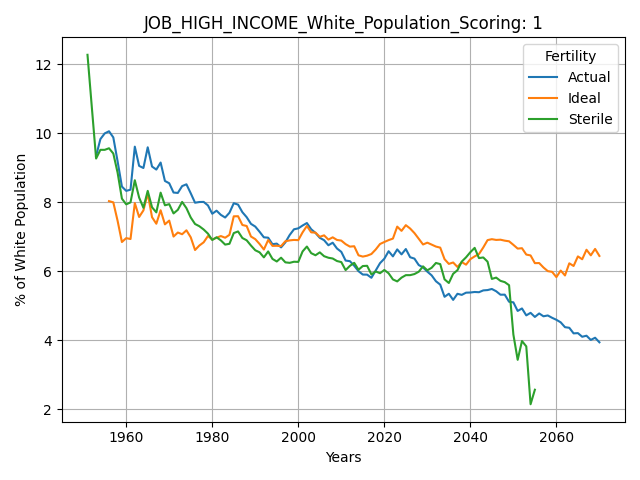 JOB_HIGH_INCOME_White_Population_Scoring: 1
Fertility
Actual
Ideal
Sterile
% of White Population
12
10
8
6
4
2
1960 1980 2000 2020 2040 2060
Years